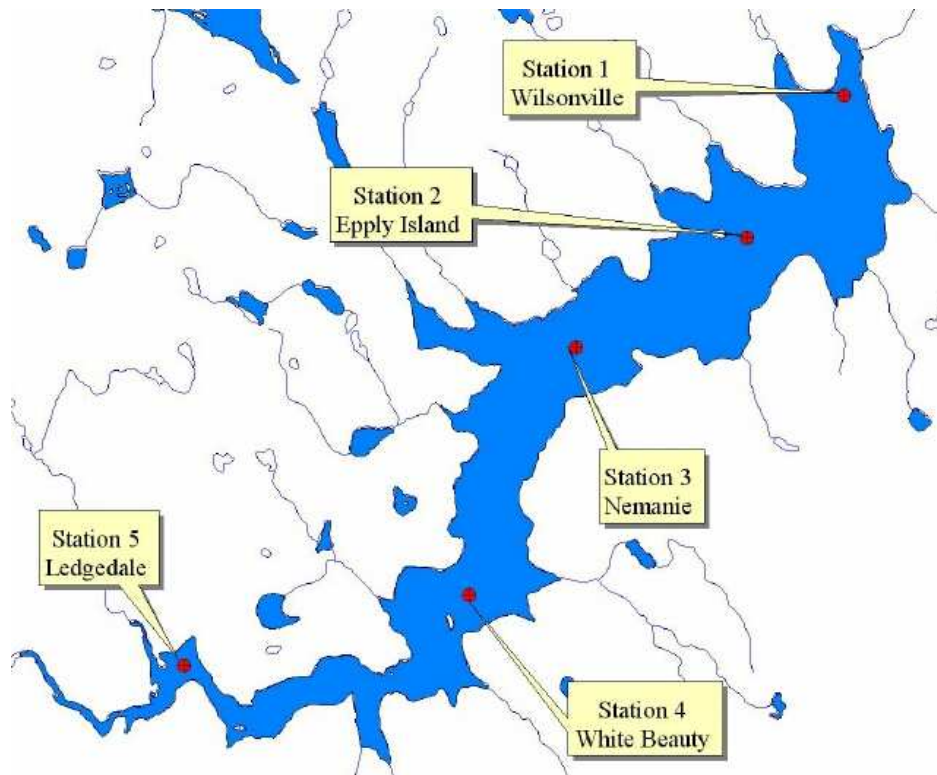 Station 1
Wilsonville
Station 2
Epply Island
Station 3
Nemanie
Station 5
Ledgedale
Station 4
White Beauty